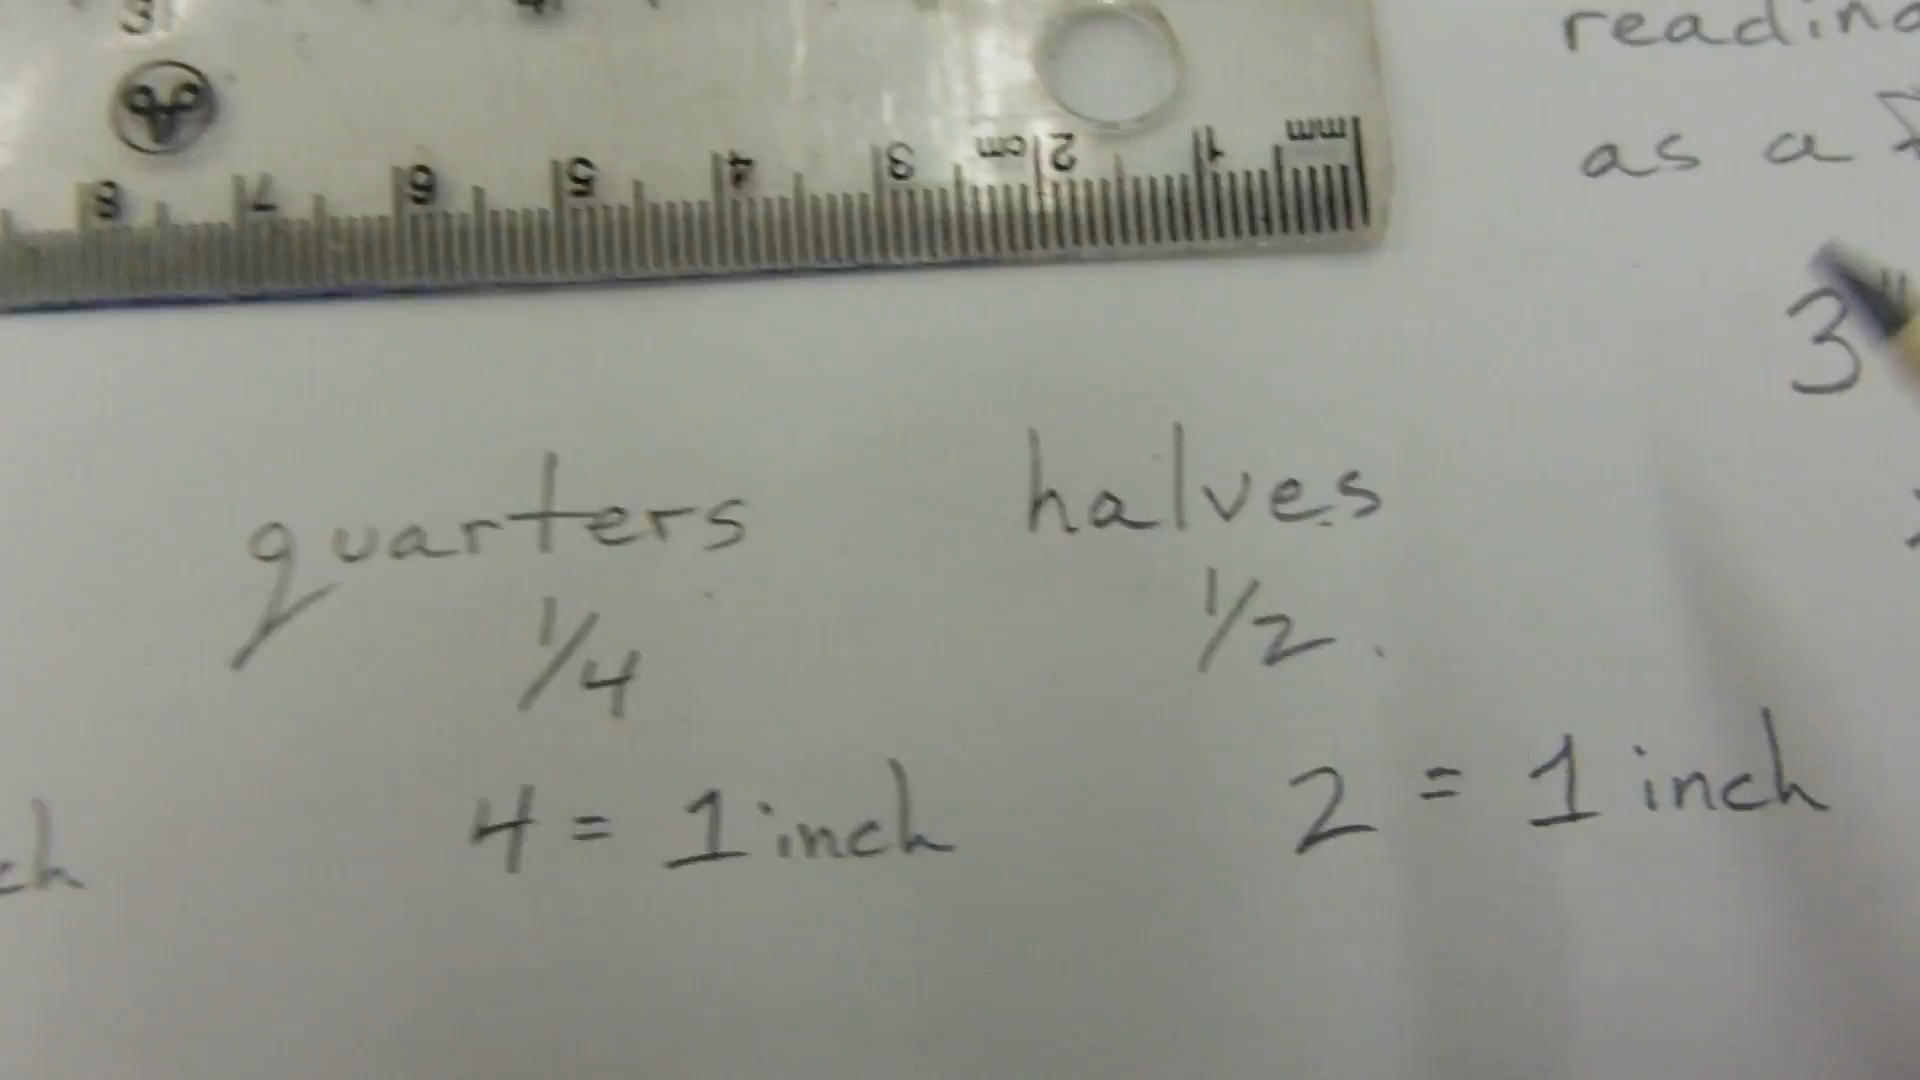 8 7 6 5 4 3 2 cm 1 mm
reading
as a
3"
quarters halves
1/4 1/2
4 = 1 inch 2 = 1 inch